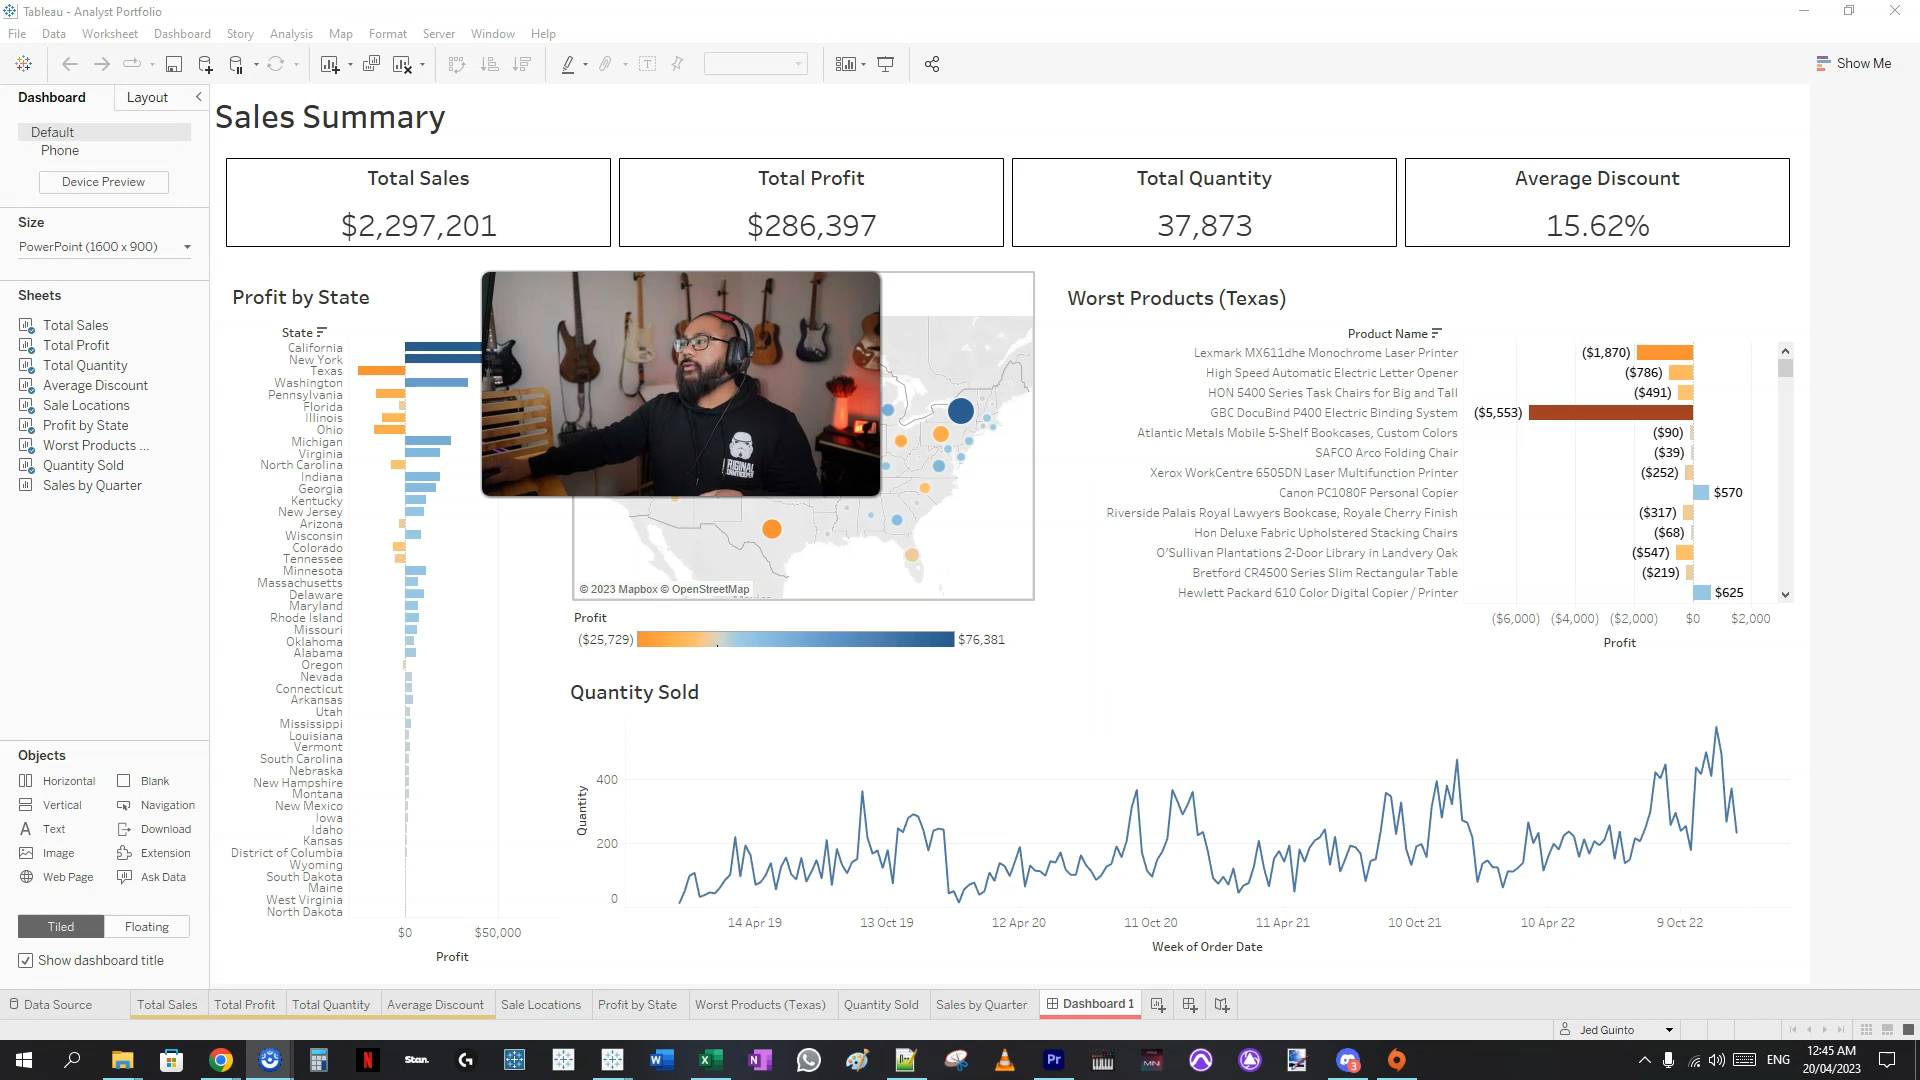 Tableau - Analyst Portfolio
File Data Worksheet Dashboard Story Analysis Map Format Server Window Help
Show Me
Dashboard Layout
Default
Phone
Device Preview
Size
PowerPoint (1600 x 900)
Sheets
Total Sales
Total Profit
Total Quantity
Average Discount
Sale Locations
Profit by State
Worst Products ...
Quantity Sold
Sales by Quarter
Objects
Horizontal Blank
Vertical Navigation
Text Download
Image Extension
Web Page Ask Data
Tiled Floating
Show dashboard title
Sales Summary
Total Sales
$2,297,201
Total Profit
$286,397
Total Quantity
37,873
Average Discount
15.62%
Profit by State
State
California
New York
Texas
Washington
Pennsylvania
Florida
Illinois
Ohio
Michigan
Virginia
North Carolina
Indiana
Georgia
Kentucky
New Jersey
Arizona
Wisconsin
Colorado
Tennessee
Minnesota
Massachusetts
Delaware
Maryland
Rhode Island
Missouri
Oklahoma
Alabama
Oregon
Nevada
Connecticut
Arkansas
Utah
Mississippi
Louisiana
Vermont
South Carolina
Nebraska
New Hampshire
Montana
New Mexico
Iowa
Idaho
Kansas
District of Columbia
Wyoming
South Dakota
Maine
West Virginia
North Dakota
$0 $50,000
Profit
© 2023 Mapbox © OpenStreetMap
Profit
($25,729) $76,381
Worst Products (Texas)
Product Name
Lexmark MX611dhe Monochrome Laser Printer ($1,870)
High Speed Automatic Electric Letter Opener ($786)
HON 5400 Series Task Chairs for Big and Tall ($491)
GBC DocuBind P400 Electric Binding System ($5,553)
Atlantic Metals Mobile 5-Shelf Bookcases, Custom Colors ($90)
SAFCO Arco Folding Chair ($39)
Xerox WorkCentre 6505DN Laser Multifunction Printer ($252)
Canon PC1080F Personal Copier $570
Riverside Palais Royal Lawyers Bookcase, Royale Cherry Finish ($317)
Hon Deluxe Fabric Upholstered Stacking Chairs ($68)
O'Sullivan Plantations 2-Door Library in Landvery Oak ($547)
Bretford CR4500 Series Slim Rectangular Table ($219)
Hewlett Packard 610 Color Digital Copier / Printer $625
($6,000) ($4,000) ($2,000) $0 $2,000
Profit
Quantity Sold
Quantity
400
200
0
14 Apr 19 13 Oct 19 12 Apr 20 11 Oct 20 11 Apr 21 10 Oct 21 10 Apr 22 9 Oct 22
Week of Order Date
Data Source Total Sales Total Profit Total Quantity Average Discount Sale Locations Profit by State Worst Products (Texas) Quantity Sold Sales by Quarter Dashboard 1
Jed Guinto
Stan.
ENG
12:45 AM
20/04/2023